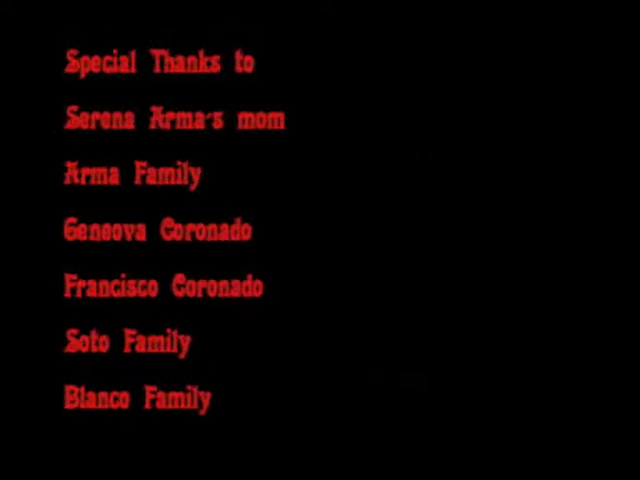 Special Thanks to
Serena Arma's mom
Arma Family
Geneova Coronado
Francisco Coronado
Soto Family
Blanco Family